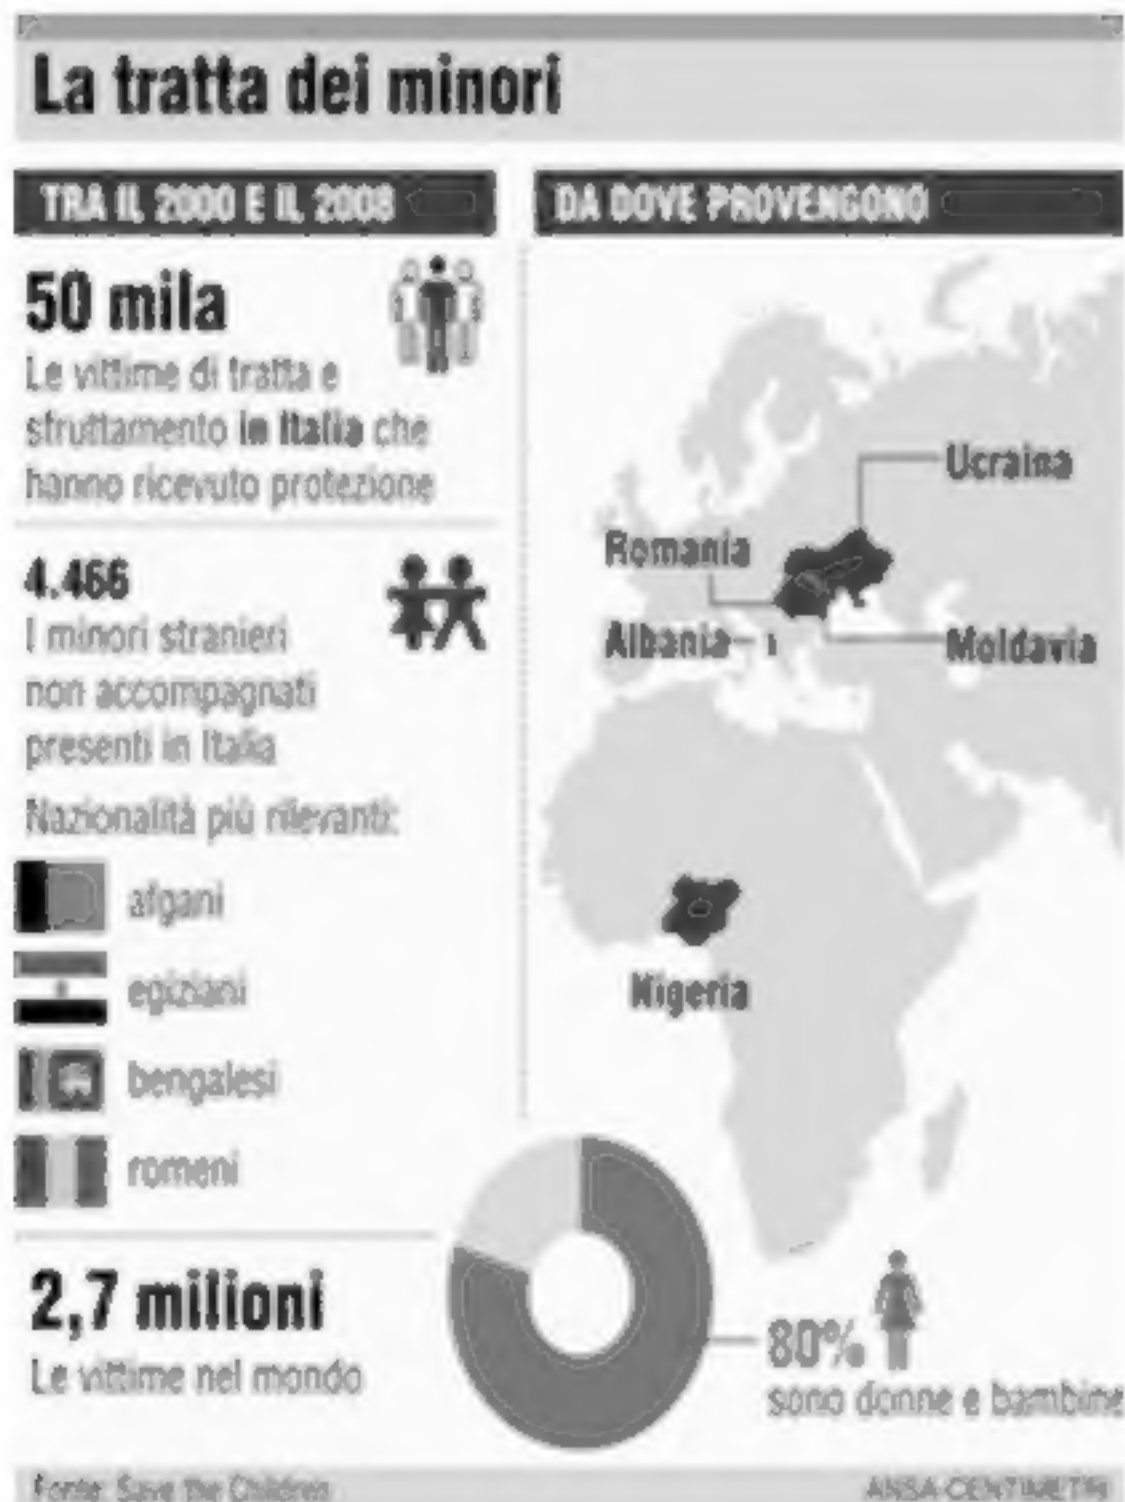 La tratta dei minori
TRA IL 2000 E IL 2008
50 mila
Le vittime di tratta e
sfruttamento in Italia che
hanno ricevuto protezione
4.466
I minori stranieri
non accompagnati
presenti in Italia
Nazionalità più rilevanti:
afgani
egiziani
bengalesi
romeni
2,7 milioni
Le vittime nel mondo
DA DOVE PROVENGONO
Ucraina
Romania
Albania
Moldavia
Nigeria
80%
sono donne e bambine
Fonte: Save the Children
ANSA-CENTIMETRI